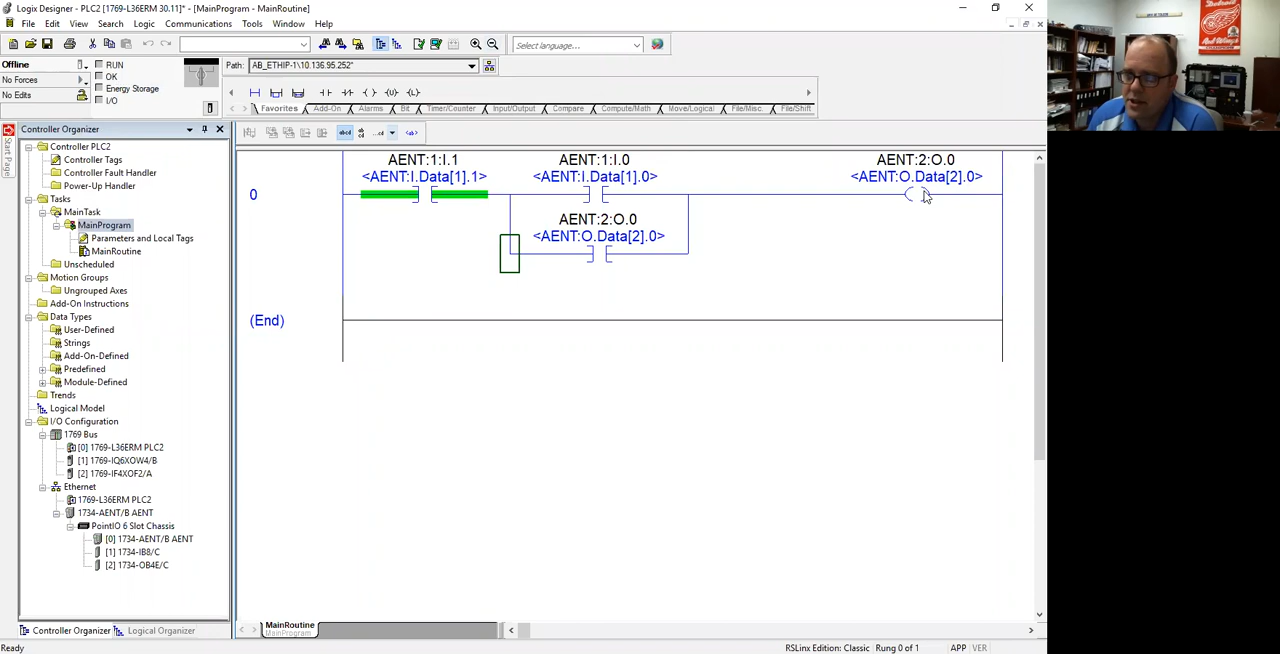 Logix Designer - PLC2 [1769-L36ERM 30.11]* - [MainProgram - MainRoutine]
File Edit View Search Logic Communications Tools Window Help
Select language...
Offline
RUN
No Forces
OK
No Edits
Energy Storage
I/O
Path: AB_ETHIP-1\10.136.95.252*
Favorites Add-On Alarms Bit Timer/Counter Input/Output Compare Compute/Math Move/Logical File/Misc. File/Shift
Start Page
Controller Organizer
Controller PLC2
Controller Tags
Controller Fault Handler
Power-Up Handler
Tasks
MainTask
MainProgram
Parameters and Local Tags
MainRoutine
Unscheduled
Motion Groups
Ungrouped Axes
Add-On Instructions
Data Types
User-Defined
Strings
Add-On-Defined
Predefined
Module-Defined
Trends
Logical Model
I/O Configuration
1769 Bus
[0] 1769-L36ERM PLC2
[1] 1769-IQ6XOW4/B
[2] 1769-IF4XOF2/A
Ethernet
1769-L36ERM PLC2
1734-AENT/B AENT
PointIO 6 Slot Chassis
[0] 1734-AENT/B AENT
[1] 1734-IB8/C
[2] 1734-OB4E/C
Controller Organizer Logical Organizer
AENT:1:I.1
<AENT:I.Data[1].1>
AENT:1:I.0
<AENT:I.Data[1].0>
AENT:2:O.0
<AENT:O.Data[2].0>
0
AENT:2:O.0
<AENT:O.Data[2].0>
(End)
MainRoutine
MainProgram
Ready
RSLinx Edition: Classic Rung 0 of 1 APP VER